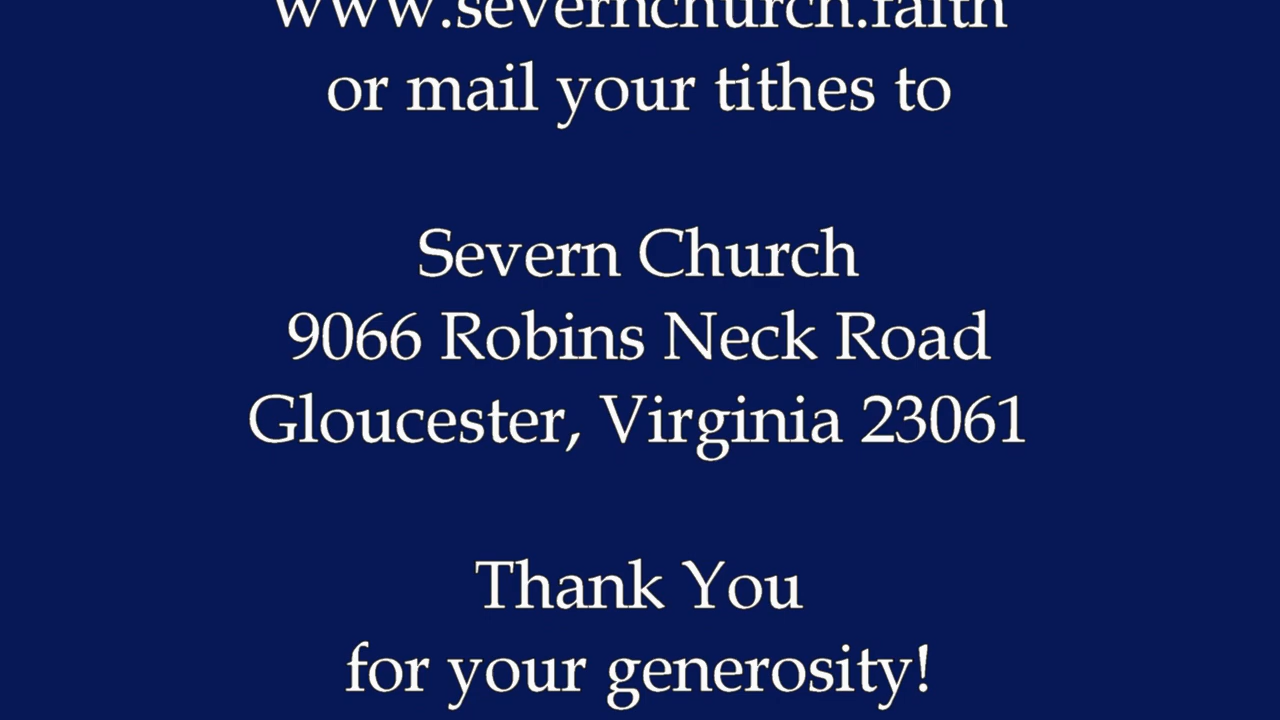 www.severnchurch.faith
or mail your tithes to
Severn Church
9066 Robins Neck Road
Gloucester, Virginia 23061
Thank You
for your generosity!